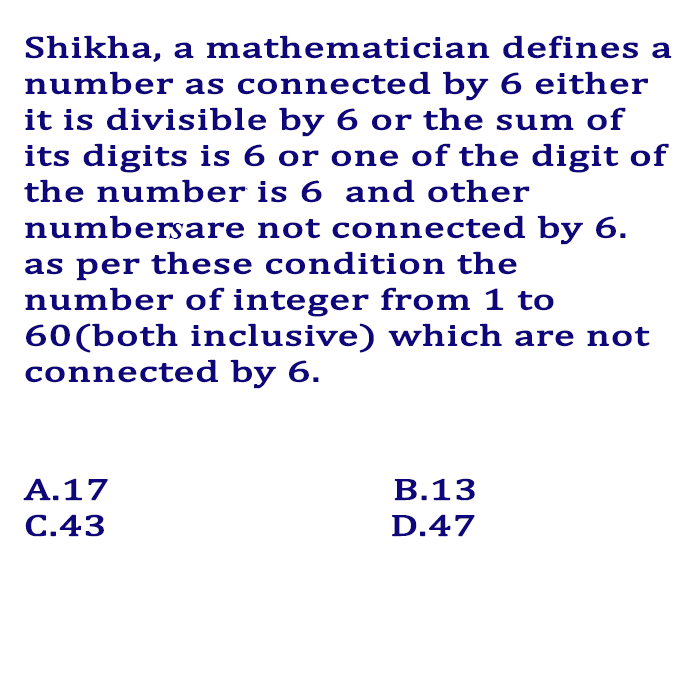 Shikha, a mathematician defines a
number as connected by 6 either
it is divisible by 6 or the sum of
its digits is 6 or one of the digit of
the number is 6 and other
numbers are not connected by 6.
as per these condition the
number of integer from 1 to
60(both inclusive) which are not
connected by 6.
A.17 B.13
C.43 D.47